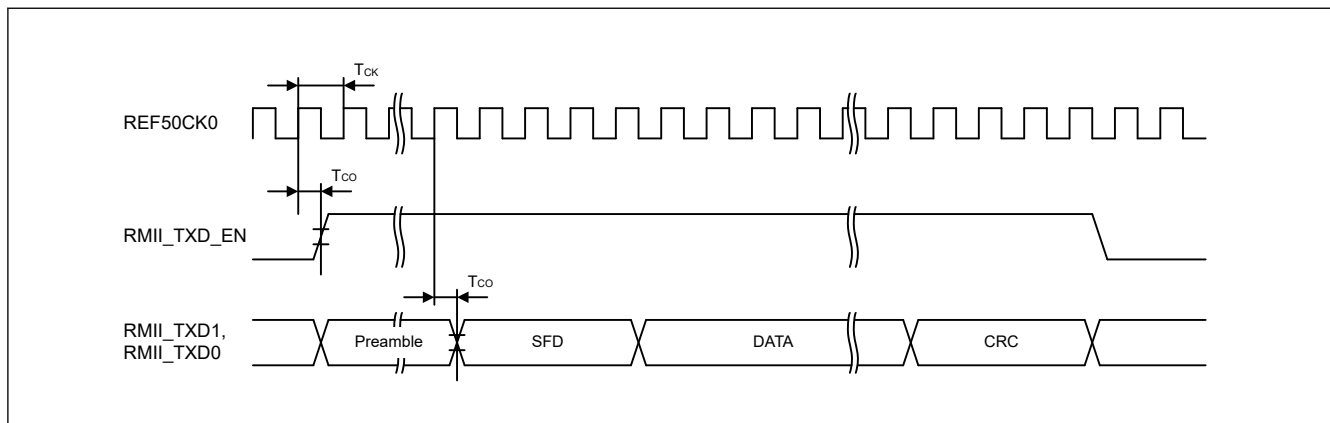 TCK
REF50CK0
TCO
RMII_TXD_EN
TCO
RMII_TXD1,
RMII_TXD0
Preamble
SFD
DATA
CRC